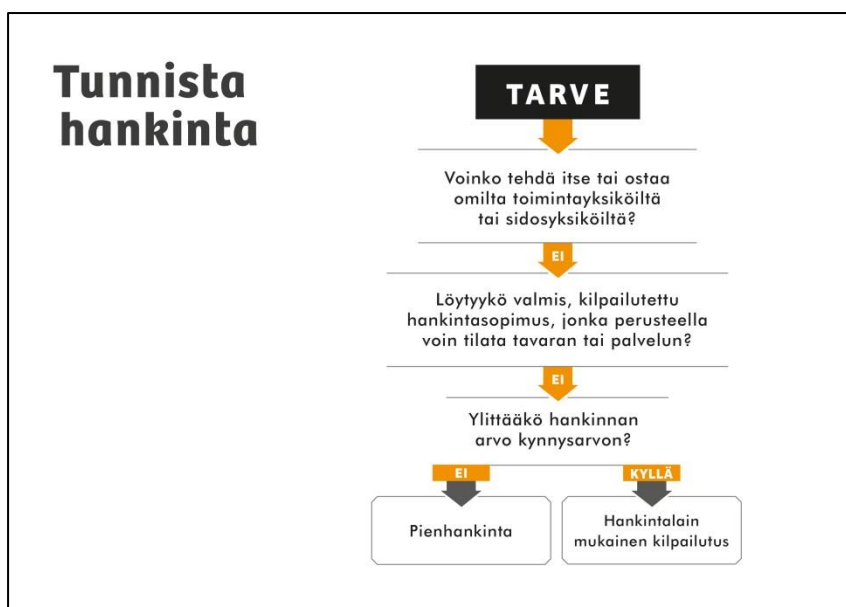 Tunnista
hankinta
TARVE
Voinko tehdä itse tai ostaa
omilta toimintayksiköiltä
tai sidosyksiköiltä?
EI
Löytyykö valmis, kilpailutettu
hankintasopimus, jonka perusteella
voin tilata tavaran tai palvelun?
EI
Ylittääkö hankinnan
arvo kynnysarvon?
EI
KYLLÄ
Pienhankinta
Hankintalain
mukainen kilpailutus